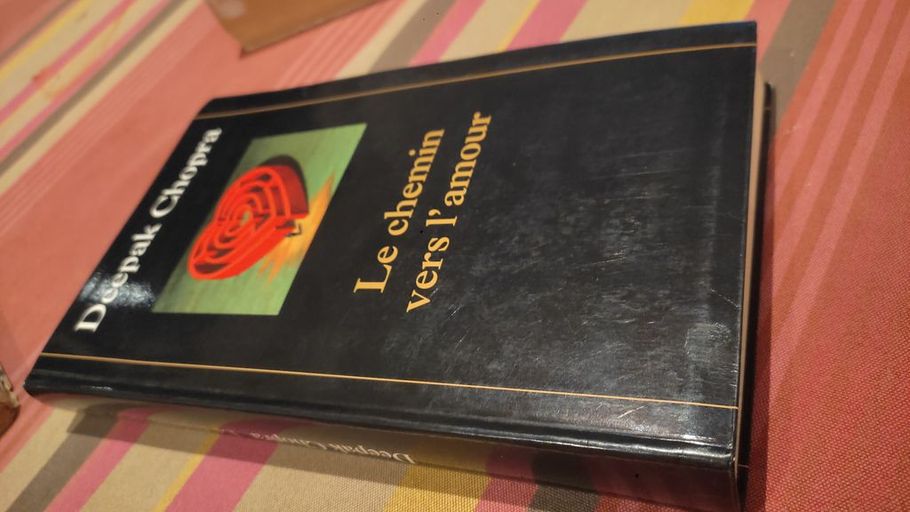 Deepak Chopra
Le chemin
vers l'amour
Deepak Chopra